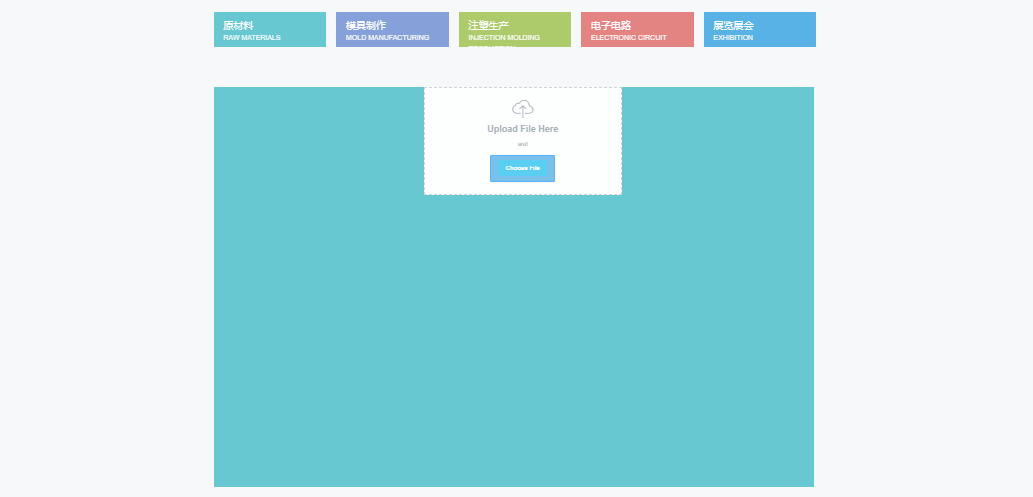 原材料
RAW MATERIALS
模具制作
MOLD MANUFACTURING
注塑生产
INJECTION MOLDING
电子电路
ELECTRONIC CIRCUIT
展览展会
EXHIBITION
Upload File Here
and
Choose File